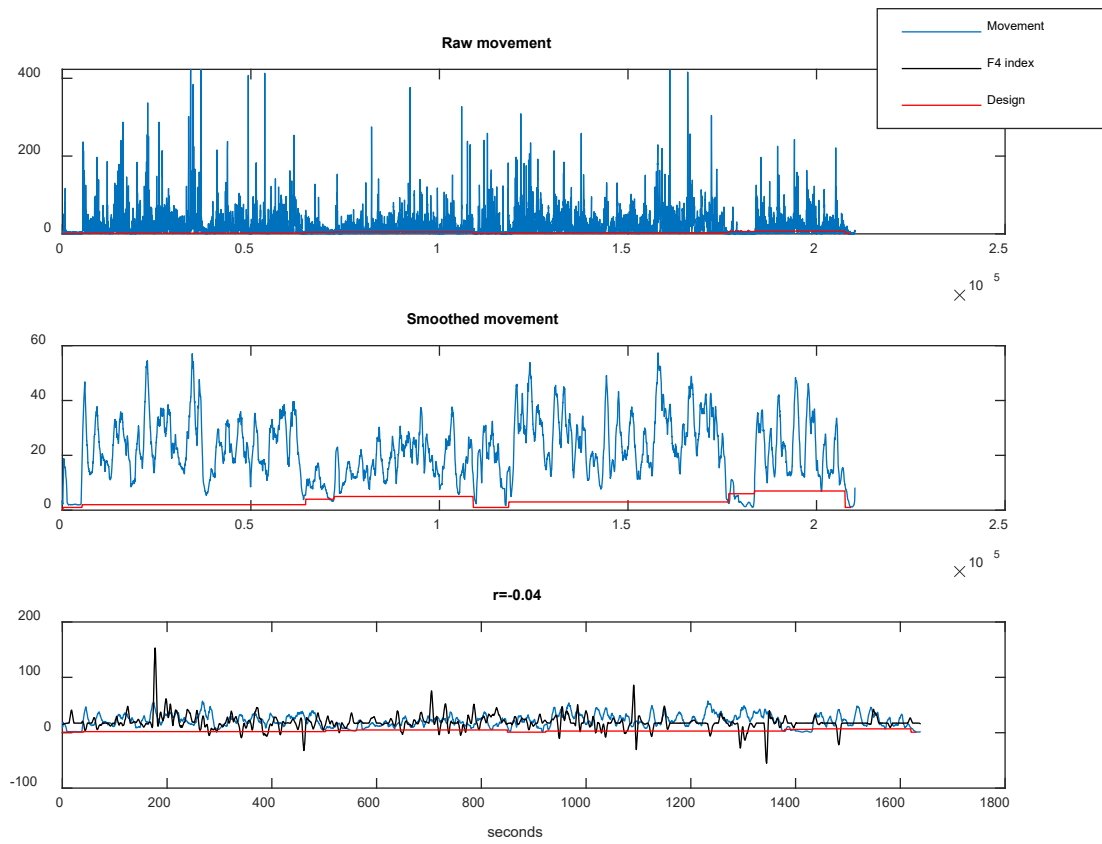 Movement
Raw movement
F4 index
Design
400
200
0
0 0.5 1 1.5 2 2.5
× 10 5
Smoothed movement
60
40
20
0
0 0.5 1 1.5 2 2.5
× 10 5
r=-0.04
200
100
0
-100
0 200 400 600 800 1000 1200 1400 1600 1800
seconds